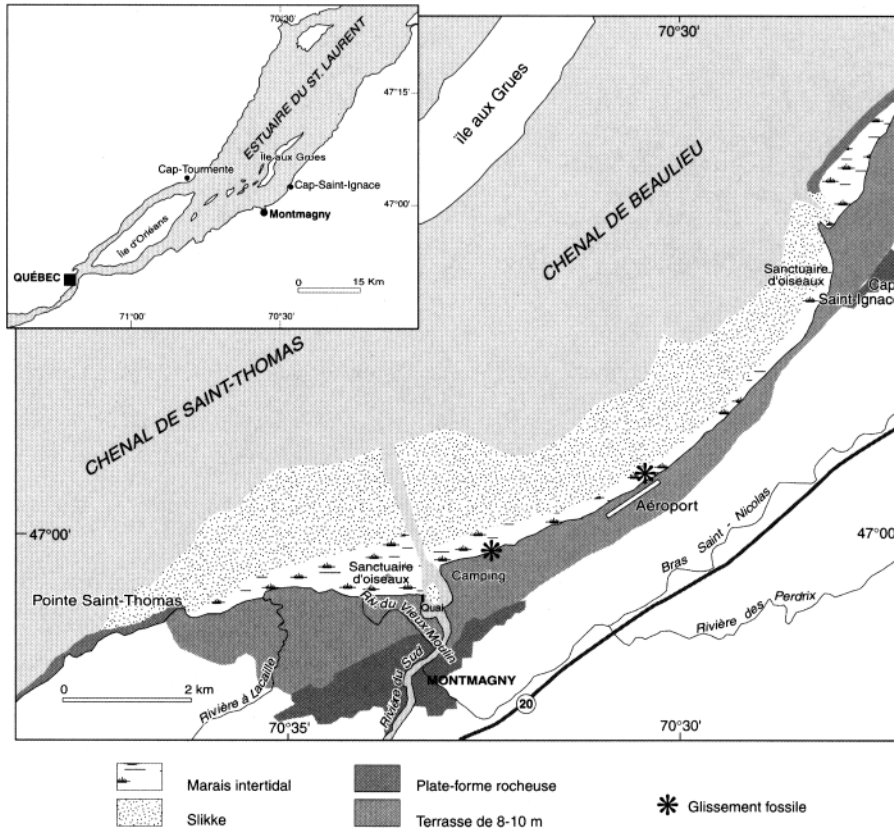 70°30'
ESTUAIRE DU ST. LAURENT
47°15'
Île aux Grues
Cap-Tourmente
Cap-Saint-Ignace
47°00'
Montmagny
Île d'Orléans
QUÉBEC
0 15 Km
71°00'
70°30'
70°30'
Île aux Grues
CHENAL DE BEAULIEU
Sanctuaire
d'oiseaux
Cap
Saint-Ignace
CHENAL DE SAINT-THOMAS
Aéroport
47°00'
47°00'
Bras Saint-Nicolas
Sanctuaire
d'oiseaux
Camping
Pointe Saint-Thomas
Quai
Rivière des Perdrix
Rv. du Vieux Moulin
0 2 km
MONTMAGNY
Rivière à Lacaille
Rivière du Sud
20
70°35'
70°30'
Marais intertidal
Plate-forme rocheuse
Glissement fossile
Slikke
Terrasse de 8-10 m